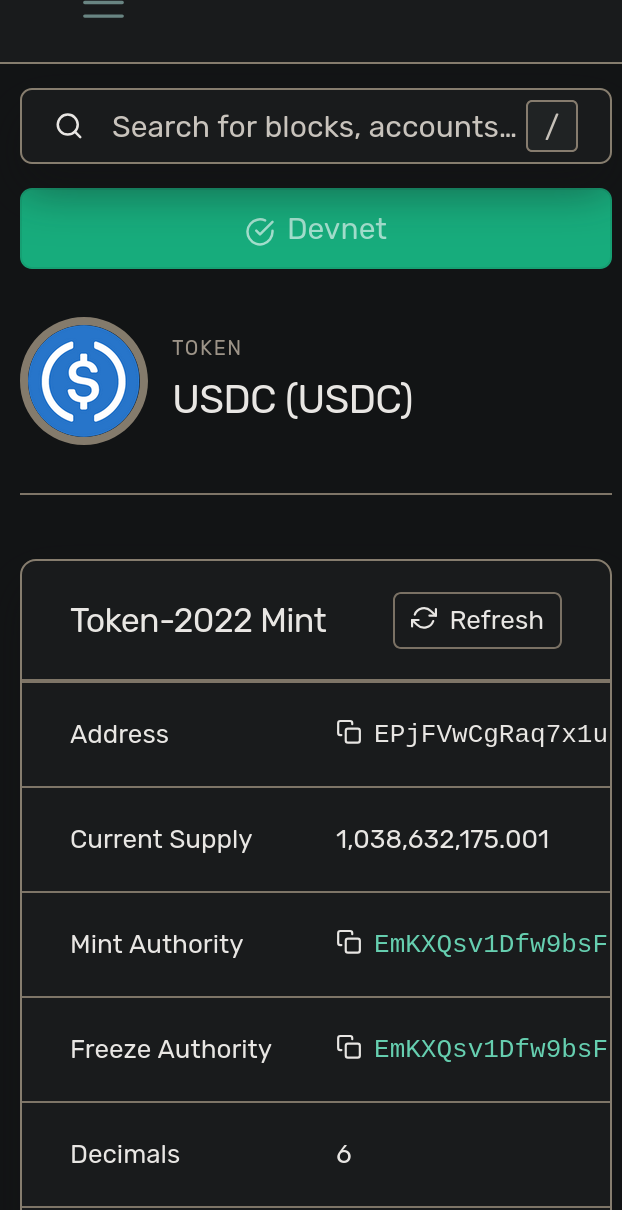 Search for blocks, accounts... /
Devnet
TOKEN
USDC (USDC)
Token-2022 Mint
Refresh
Address EPjFVwCgRaq7x1u
Current Supply 1,038,632,175.001
Mint Authority EmKXQsv1Dfw9bsF
Freeze Authority EmKXQsv1Dfw9bsF
Decimals 6